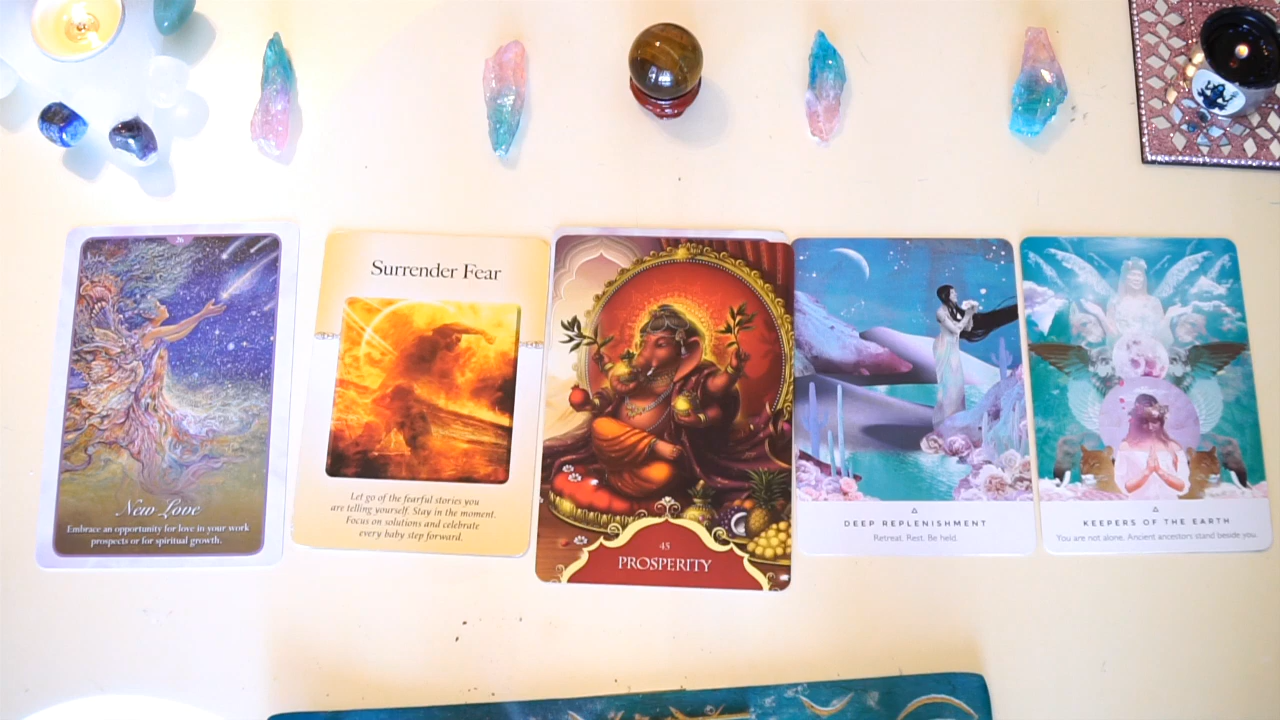 26
New Love
Embrace an opportunity for love in your work
prospects or for spiritual growth.
Surrender Fear
Let go of the fearful stories you
are telling yourself. Stay in the moment.
Focus on solutions and celebrate
every baby step forward.
45
PROSPERITY
DEEP REPLENISHMENT
Retreat. Rest. Be held.
KEEPERS OF THE EARTH
You are not alone. Ancient ancestors stand beside you.